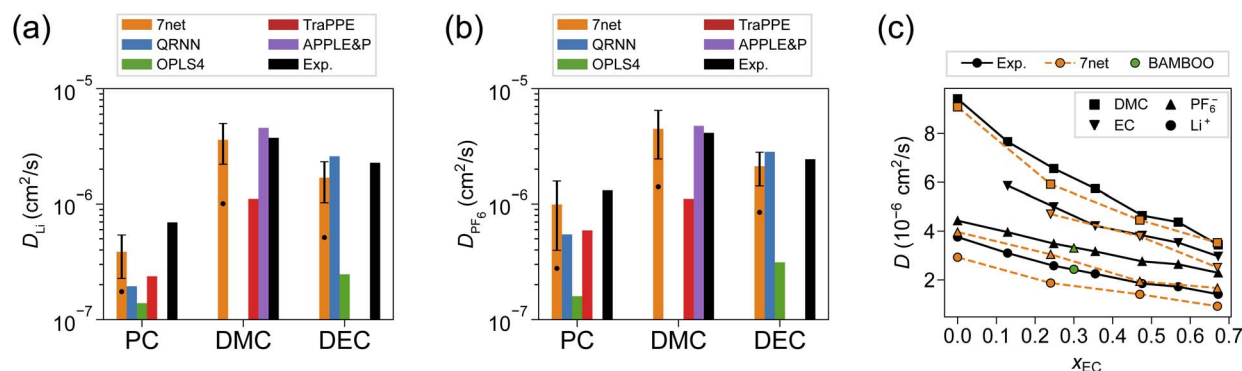 (a)
7net TraPPE
QRNN APPLE&P
OPLS4 Exp.
D_Li (cm²/s)
10⁻⁵
10⁻⁶
10⁻⁷
PC DMC DEC
(b)
7net TraPPE
QRNN APPLE&P
OPLS4 Exp.
D_PF₆ (cm²/s)
10⁻⁵
10⁻⁶
10⁻⁷
PC DMC DEC
(c)
Exp. 7net BAMBOO
DMC PF₆⁻
EC Li⁺
D (10⁻⁶ cm²/s)
8
6
4
2
0.0 0.1 0.2 0.3 0.4 0.5 0.6 0.7
x_EC